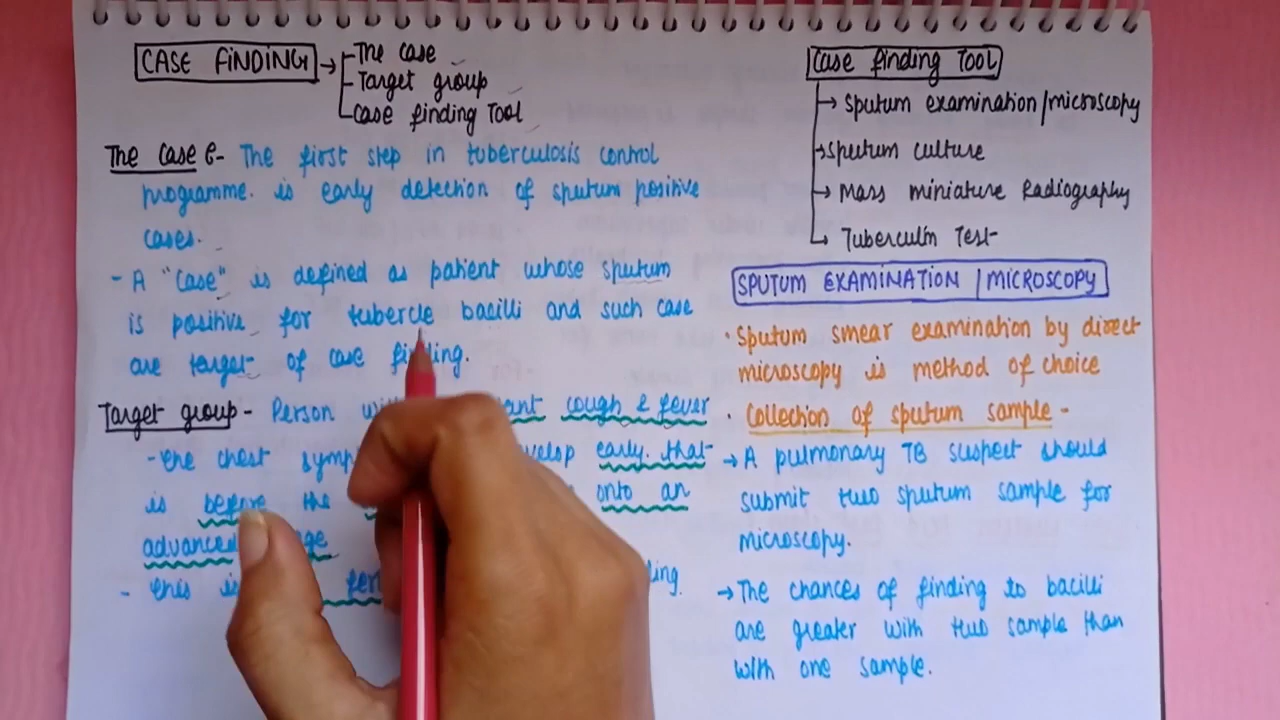 CASE FINDING → The case
Target group
Case finding Tool
The case :- The first step in tuberculosis control
programme. is early detection of sputum positive
cases.
- A "case" is defined as patient whose sputum
is positive for tubercle bacilli and such case
are target of case finding.
Target group - Person cough & fever
- the chest early. that
is before the onto an
advanced
- This is
Case finding Tool
→ Sputum examination/microscopy
→ Sputum culture
→ Mass miniature Radiography
→ Tuberculin Test
SPUTUM EXAMINATION / MICROSCOPY
· Sputum smear examination by direct
microscopy is method of choice
· Collection of sputum sample -
→ A pulmonary TB suspect should
submit two sputum sample for
microscopy.
→ The chances of finding to bacilli
are greater with two sample than
with one sample.